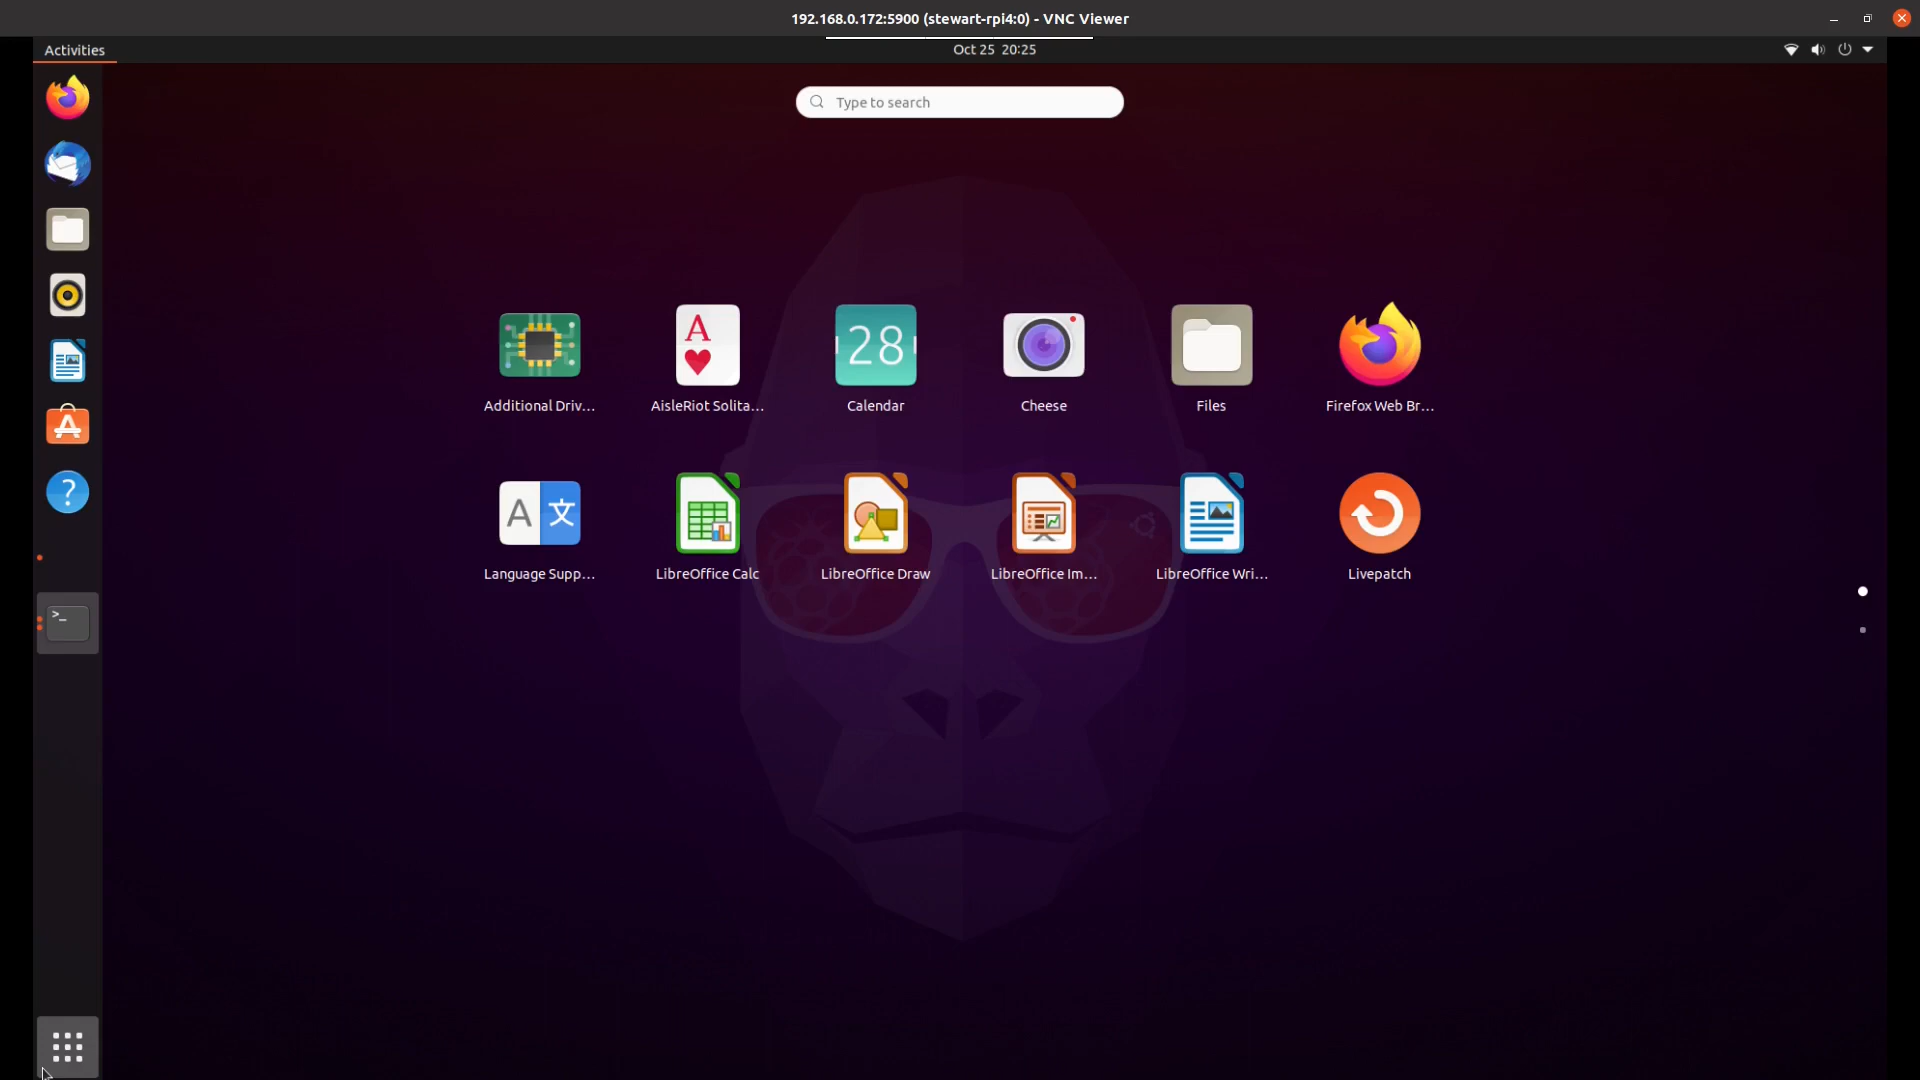 192.168.0.172:5900 (stewart-rpi4:0) - VNC Viewer
Activities
Oct 25 20:25
Type to search
A
28
Additional Driv...
AisleRiot Solita...
Calendar
Cheese
Files
Firefox Web Br...
?
A 文
Language Supp...
LibreOffice Calc
LibreOffice Draw
LibreOffice Im...
LibreOffice Wri...
Livepatch
>_